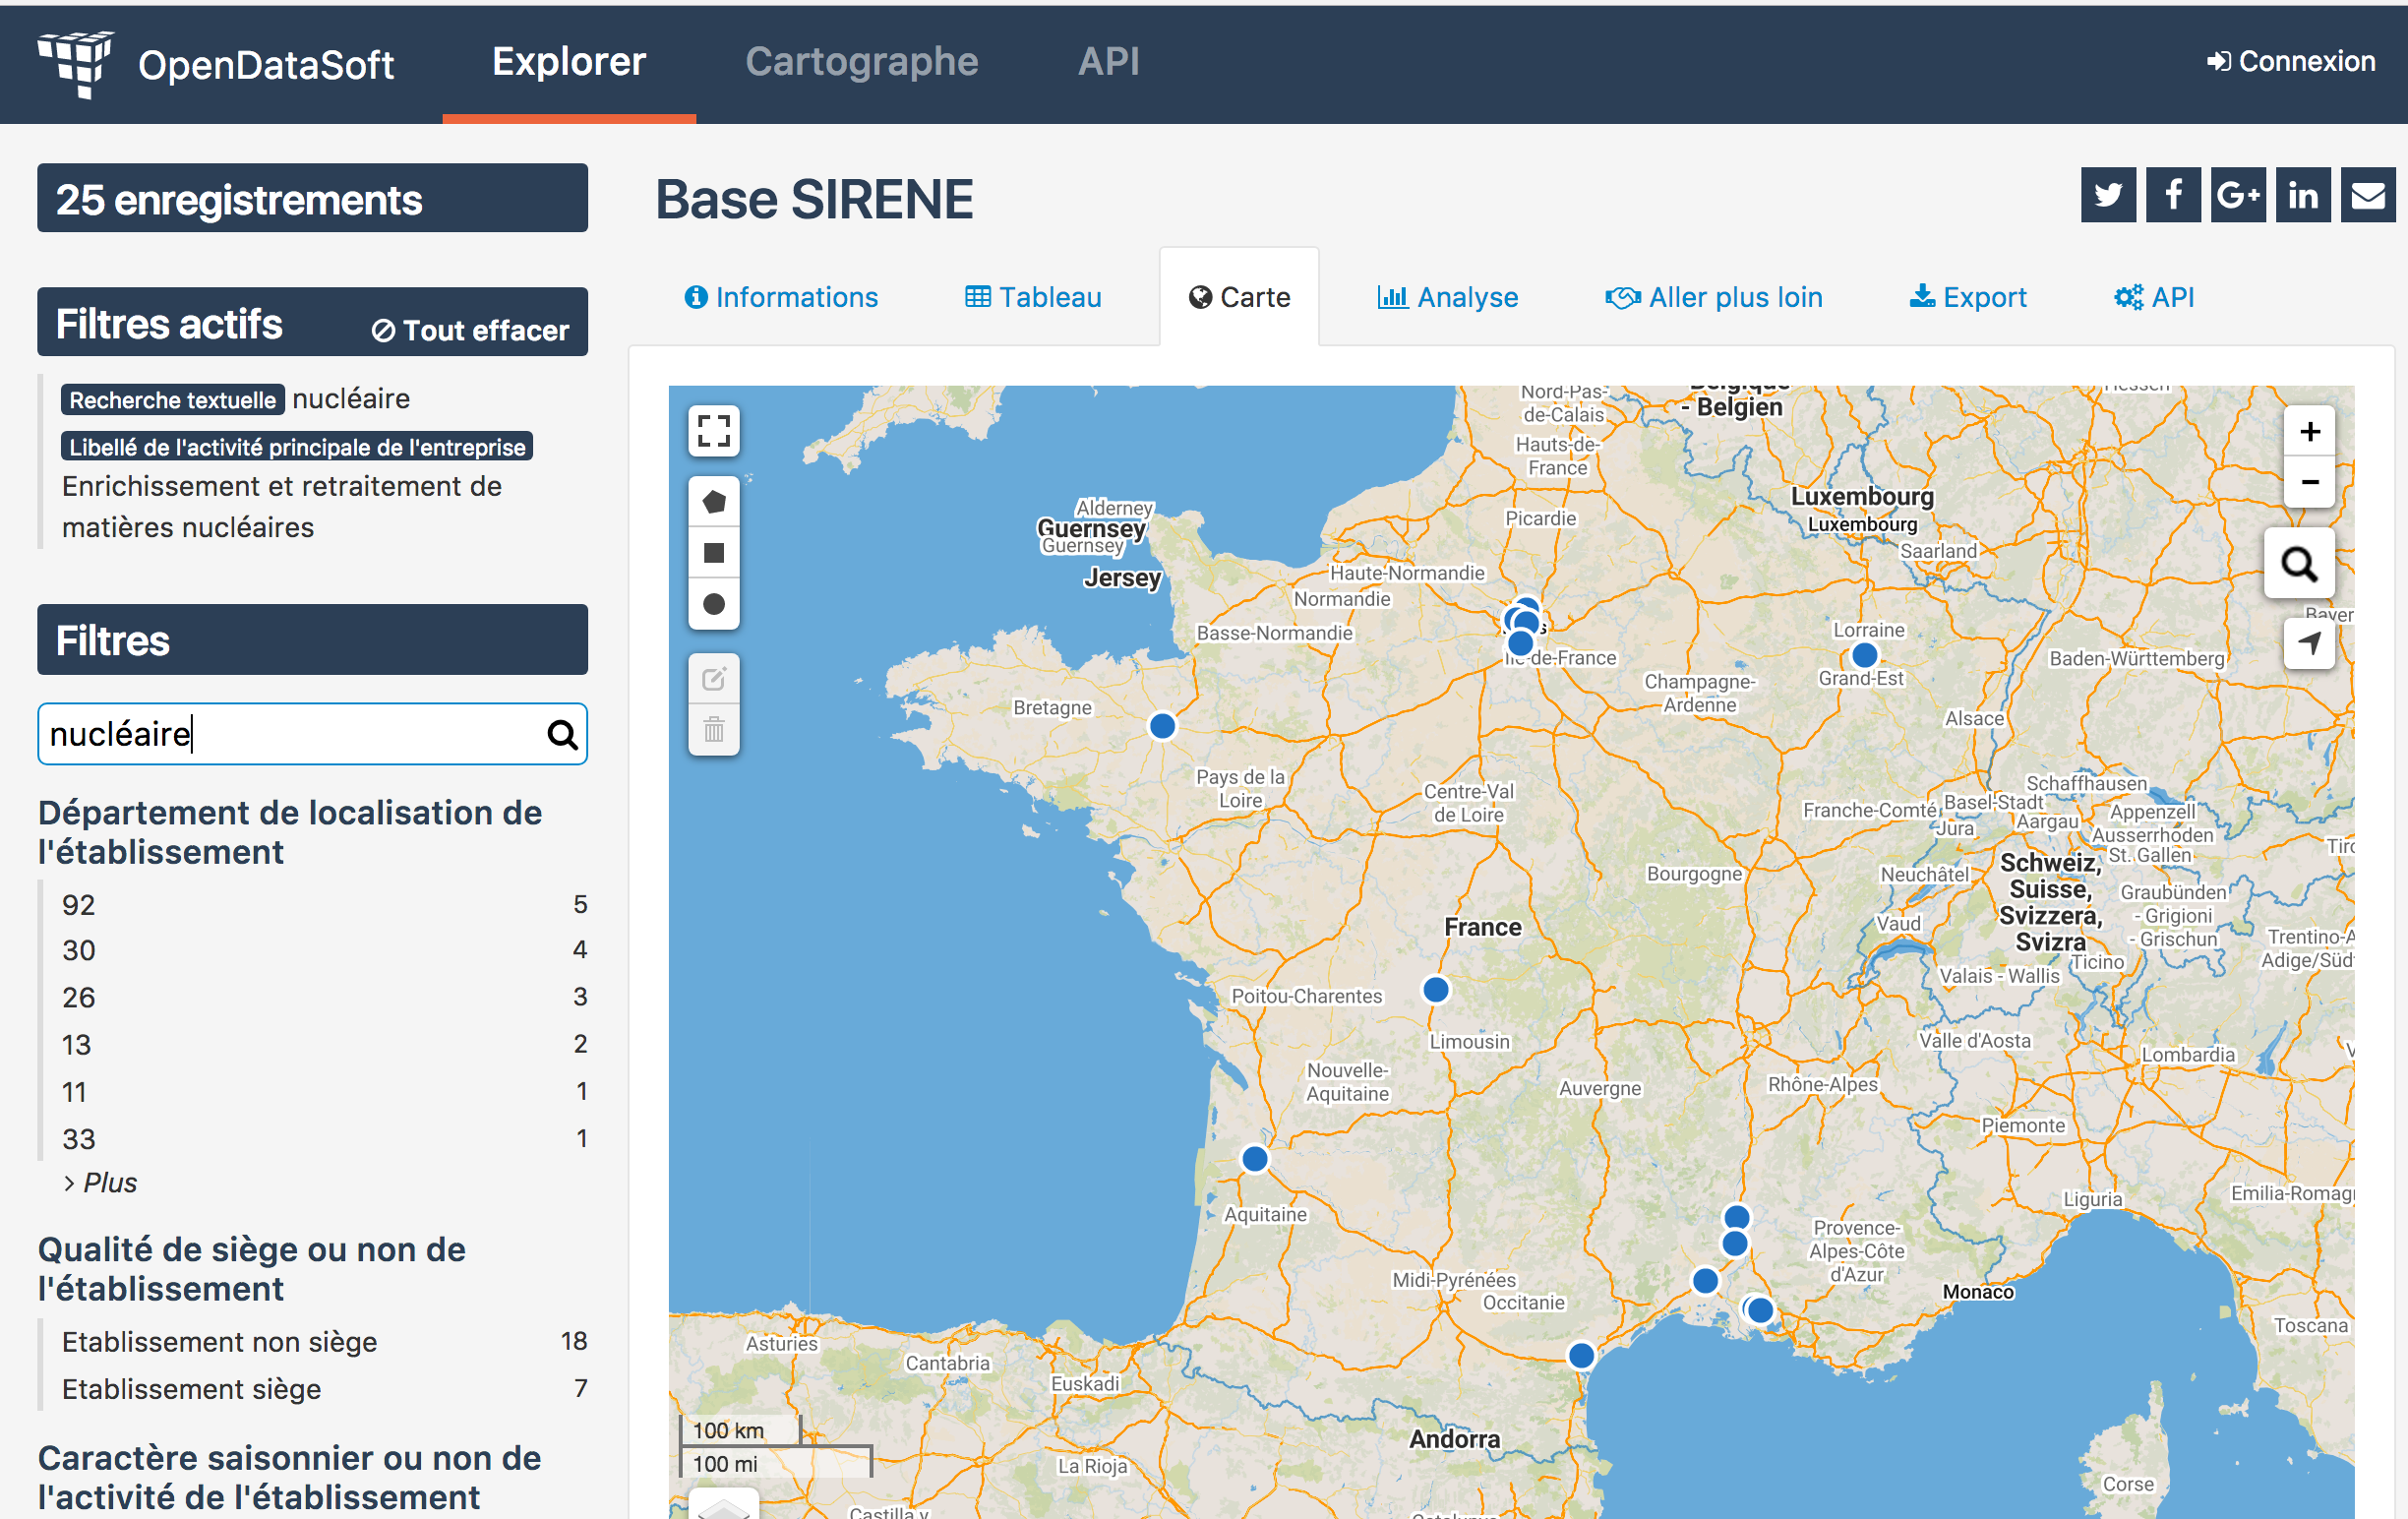 OpenDataSoft
Explorer
Cartographe
API
Connexion
25 enregistrements
Filtres actifs
Tout effacer
Recherche textuelle nucléaire
Libellé de l'activité principale de l'entreprise
Enrichissement et retraitement de
matières nucléaires
Filtres
nucléaire
Département de localisation de
l'établissement
92 5
30 4
26 3
13 2
11 1
33 1
> Plus
Qualité de siège ou non de
l'établissement
Etablissement non siège 18
Etablissement siège 7
Caractère saisonnier ou non de
l'activité de l'établissement
Base SIRENE
G+
in
Informations
Tableau
Carte
Analyse
Aller plus loin
Export
API
Nord-Pas-
de-Calais
Belgique
- Belgien
Hessen
Hauts-de-
France
+
-
Alderney
Guernsey
Guernsey
Jersey
Picardie
Luxembourg
Luxembourg
Saarland
Haute-Normandie
Normandie
Basse-Normandie
Île-de-France
Lorraine
Grand-Est
Baden-Württemberg
Champagne-
Ardenne
Bretagne
Alsace
Pays de la
Loire
Centre-Val
de Loire
Schaffhausen
Franche-Comté
Basel-Stadt
Jura
Aargau
Appenzell
Ausserrhoden
St. Gallen
Bourgogne
Neuchâtel
Schweiz,
Suisse,
Svizzera,
Svizra
Graubünden
- Grigioni
- Grischun
Vaud
France
Ticino
Trentino-A
Adige/Süd
Valais - Wallis
Poitou-Charentes
Limousin
Valle d'Aosta
Lombardia
Nouvelle-
Aquitaine
Auvergne
Rhône-Alpes
Piemonte
Liguria
Emilia-Romag
Aquitaine
Provence-
Alpes-Côte
d'Azur
Midi-Pyrénées
Occitanie
Monaco
Toscana
Asturies
Cantabria
Euskadi
100 km
100 mi
La Rioja
Andorra
Corse
Castilla y